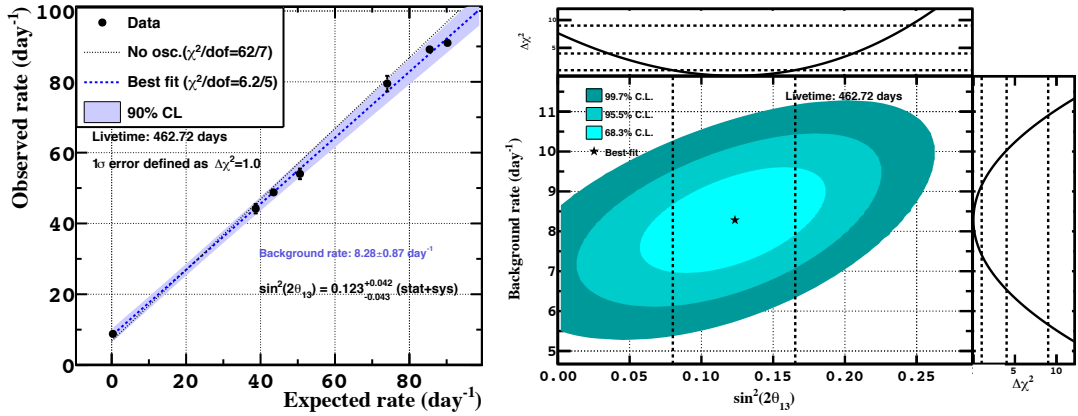 Observed rate (day⁻¹)
100
80
60
40
20
0
Data
No osc.(χ²/dof=62/7)
Best fit (χ²/dof=6.2/5)
90% CL
Livetime: 462.72 days
1σ error defined as Δχ²=1.0
Background rate: 8.28±0.87 day⁻¹
sin²(2θ₁₃) = 0.123 +0.042 -0.043 (stat+sys)
0 20 40 60 80
Expected rate (day⁻¹)
Δχ²
10
5
Background rate (day⁻¹)
11
10
9
8
7
6
5
99.7% C.L.
95.5% C.L.
68.3% C.L.
Best-fit
Livetime: 462.72 days
0.00 0.05 0.10 0.15 0.20 0.25
sin²(2θ₁₃)
5 10
Δχ²